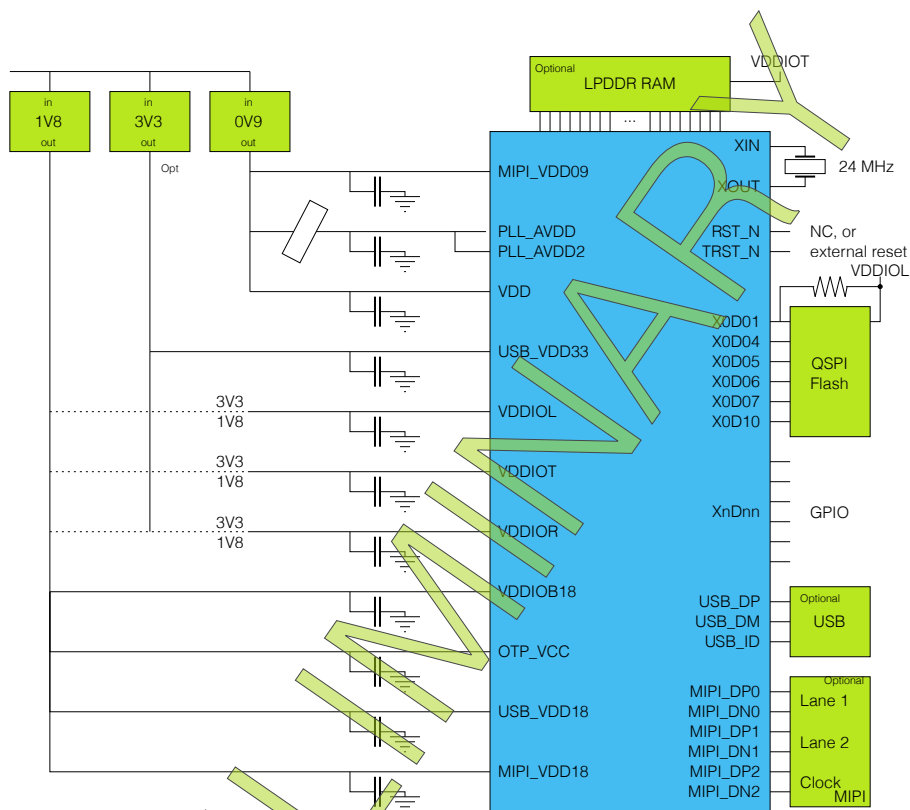 Optional
LPDDR RAM
VDDIOT
...
in
1V8
out
in
3V3
out
Opt
in
0V9
out
MIPI_VDD09
PLL_AVDD
PLL_AVDD2
VDD
USB_VDD33
3V3
1V8
VDDIOL
3V3
1V8
VDDIOT
3V3
1V8
VDDIOR
VDDIOB18
OTP_VCC
USB_VDD18
MIPI_VDD18
XIN
XOUT
24 MHz
RST_N
TRST_N
NC, or
external reset
VDDIOL
X0D01
X0D04
X0D05
X0D06
X0D07
X0D10
QSPI
Flash
XnDnn
GPIO
USB_DP
USB_DM
USB_ID
Optional
USB
MIPI_DP0
MIPI_DN0
MIPI_DP1
MIPI_DN1
MIPI_DP2
MIPI_DN2
Optional
Lane 1
Lane 2
Clock
MIPI
IMINARY